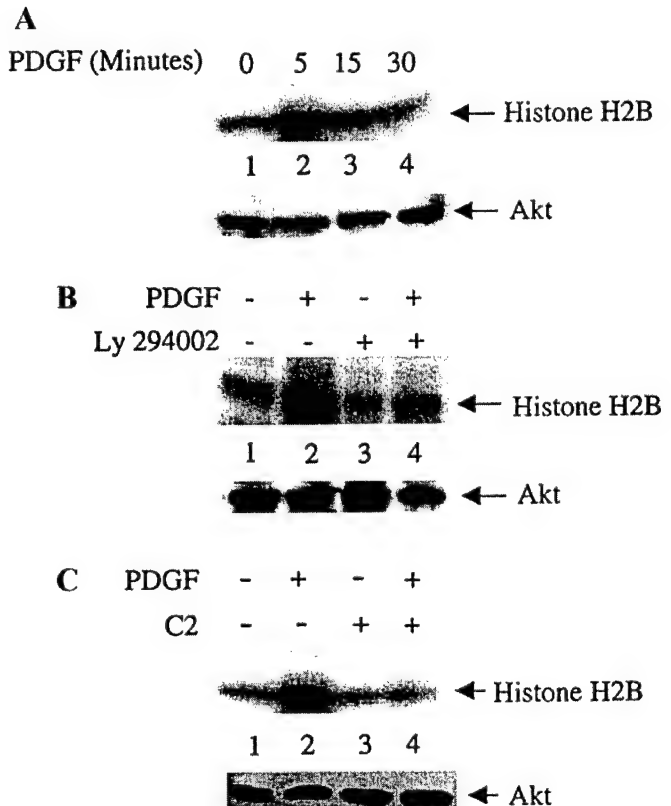 A
PDGF (Minutes) 0 5 15 30
Histone H2B
1 2 3 4
Akt
B PDGF - + - +
Ly 294002 - - + +
Histone H2B
1 2 3 4
Akt
C PDGF - + - +
C2 - - + +
Histone H2B
1 2 3 4
Akt